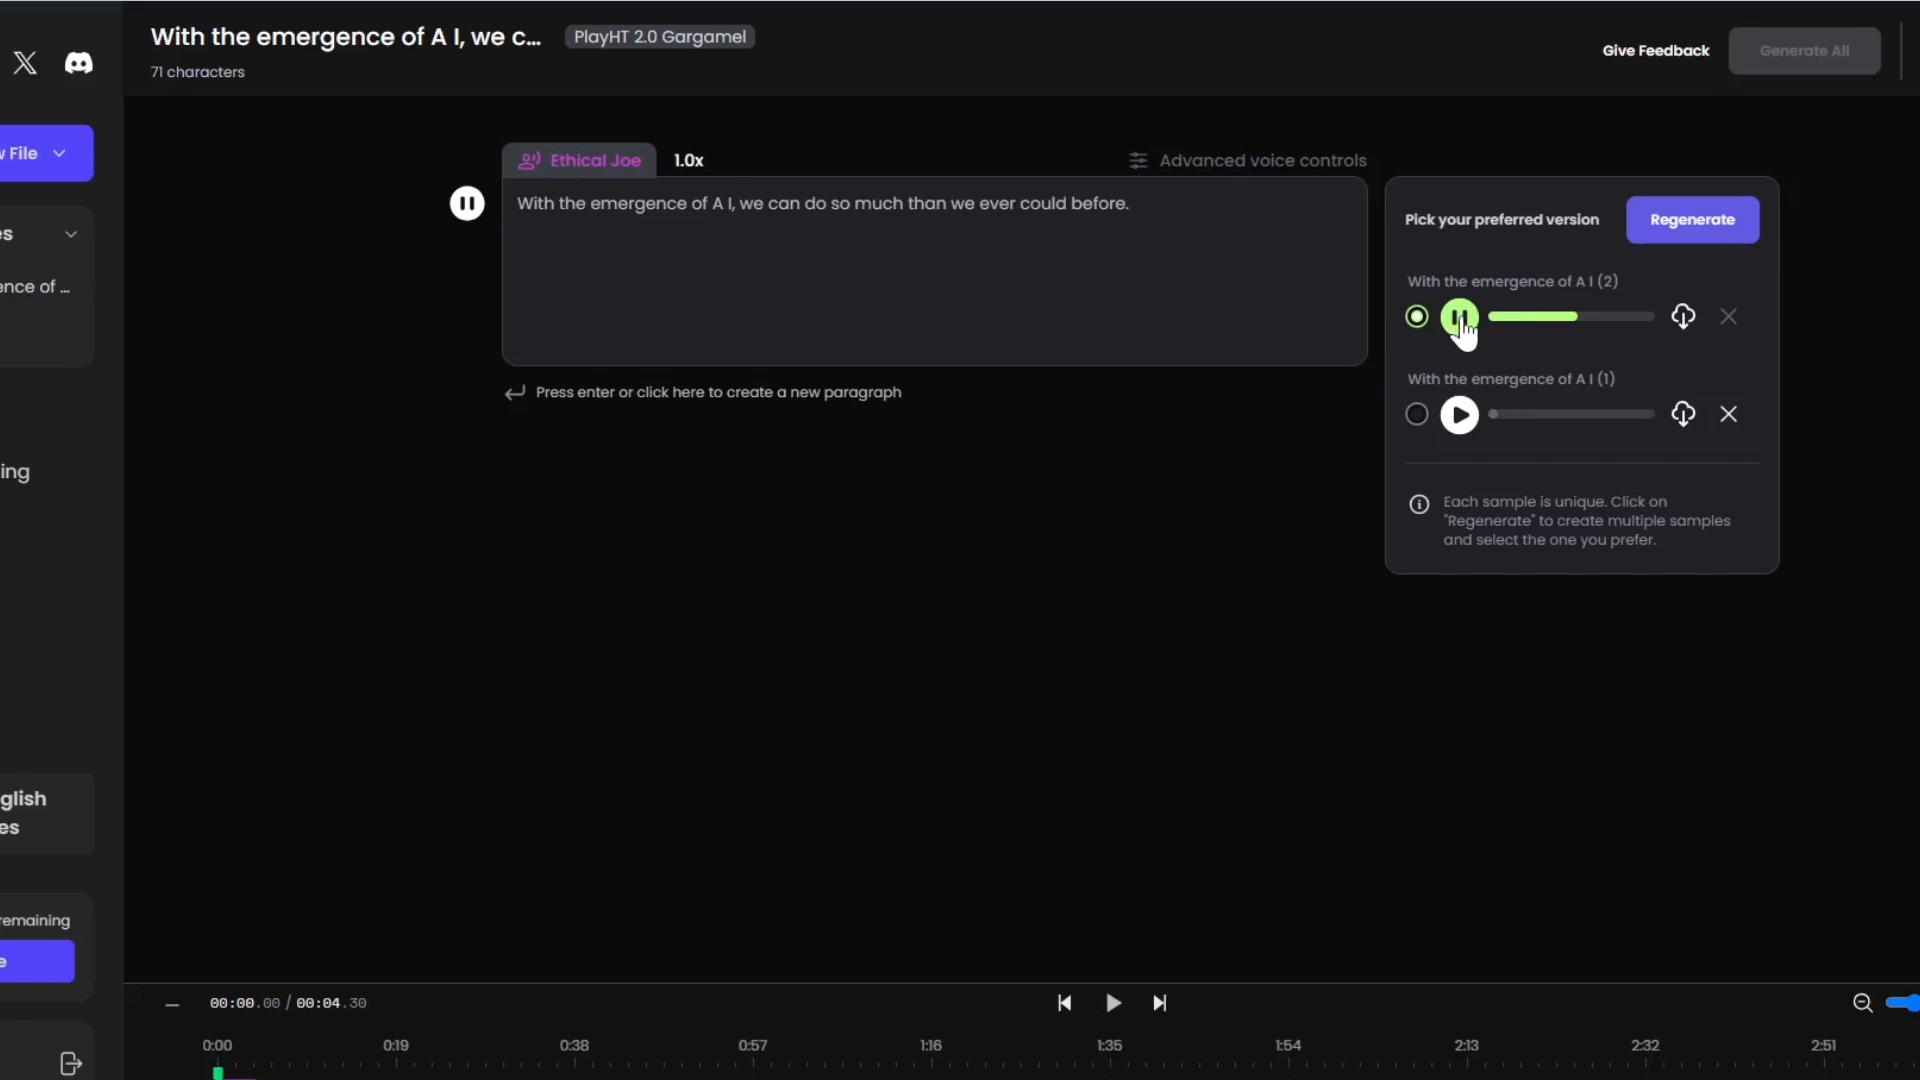 With the emergence of A I, we c...
PlayHT 2.0 Gargamel
71 characters
Give Feedback
Generate All
File
Ethical Joe
1.0x
Advanced voice controls
With the emergence of A I, we can do so much than we ever could before.
Press enter or click here to create a new paragraph
Pick your preferred version
Regenerate
With the emergence of A I (2)
With the emergence of A I (1)
Each sample is unique. Click on
"Regenerate" to create multiple samples
and select the one you prefer.
es
ence of ...
ing
glish
es
remaining
e
00:00.00 / 00:04.30
0:00 0:19 0:38 0:57 1:16 1:35 1:54 2:13 2:32 2:51